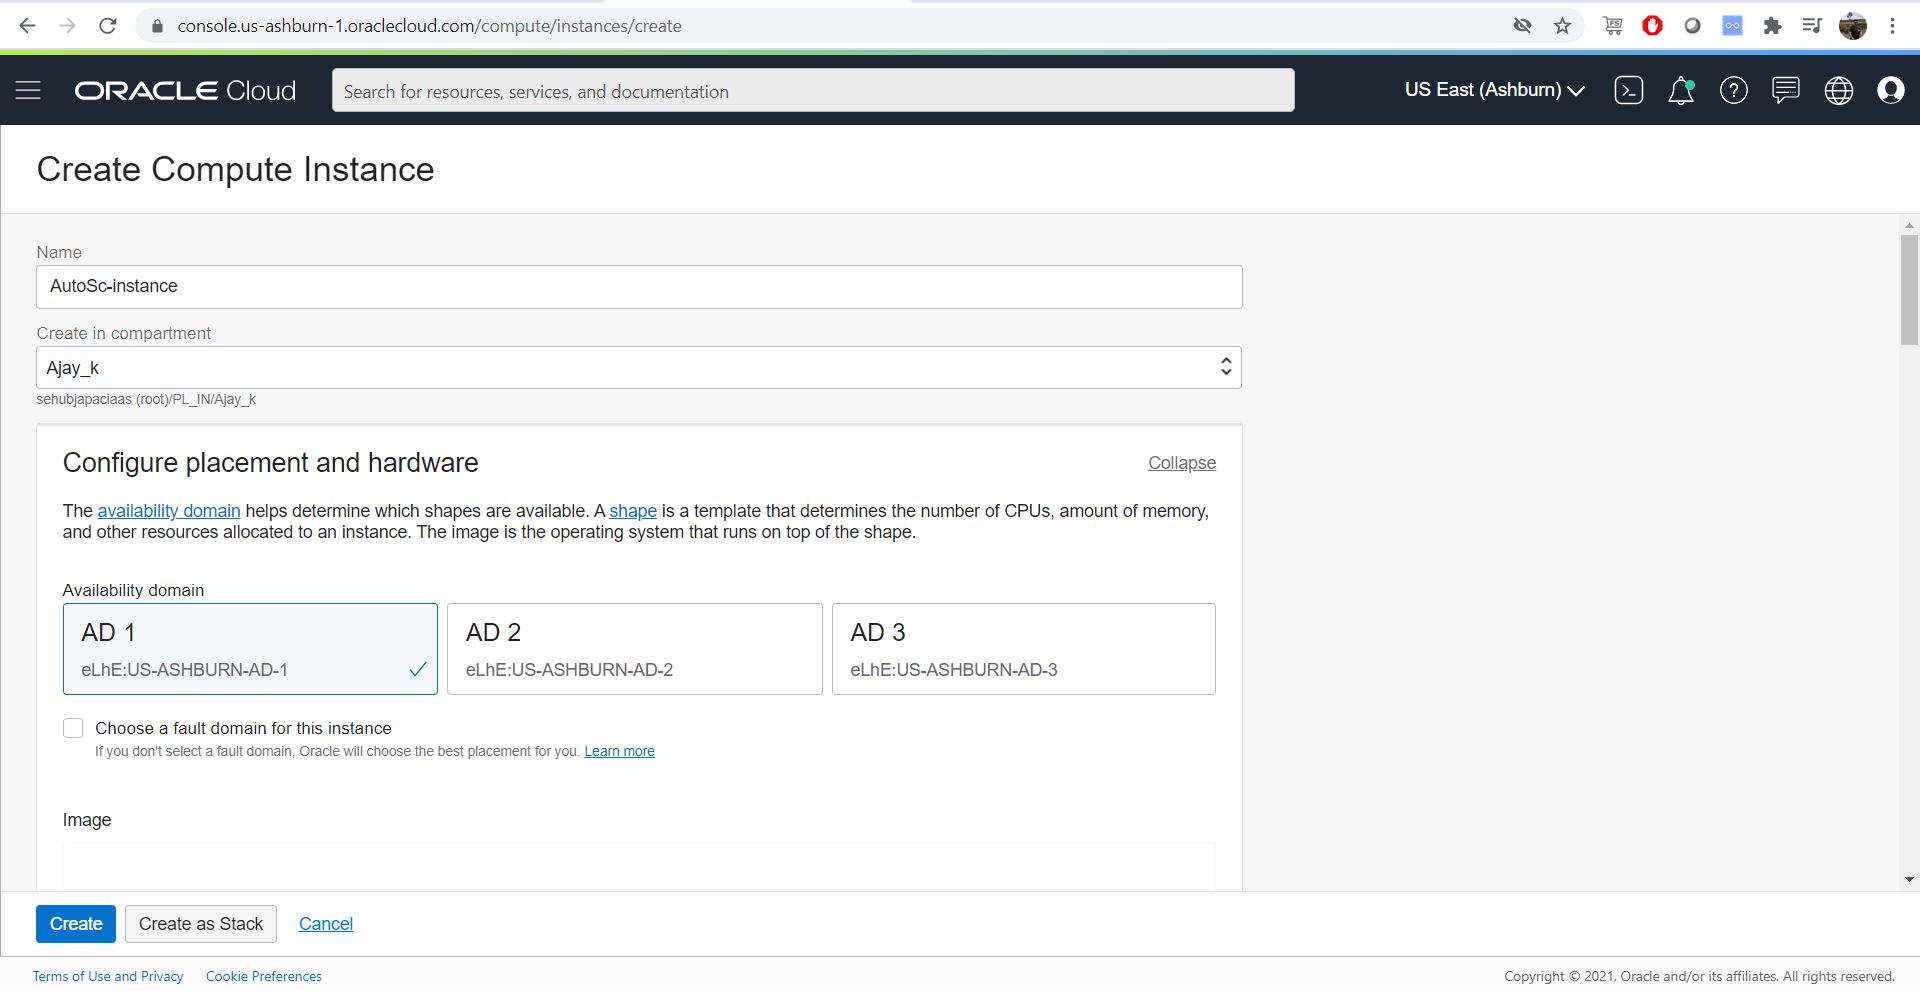 console.us-ashburn-1.oraclecloud.com/compute/instances/create
ORACLE Cloud
Search for resources, services, and documentation
US East (Ashburn)
Create Compute Instance
Name
AutoSc-instance
Create in compartment
Ajay_k
sehubjapaciaas (root)/PL_IN/Ajay_k
Configure placement and hardware
Collapse
The availability domain helps determine which shapes are available. A shape is a template that determines the number of CPUs, amount of memory,
and other resources allocated to an instance. The image is the operating system that runs on top of the shape.
Availability domain
AD 1
eLhE:US-ASHBURN-AD-1
AD 2
eLhE:US-ASHBURN-AD-2
AD 3
eLhE:US-ASHBURN-AD-3
Choose a fault domain for this instance
If you don't select a fault domain, Oracle will choose the best placement for you. Learn more
Image
Create
Create as Stack
Cancel
Terms of Use and Privacy
Cookie Preferences
Copyright © 2021, Oracle and/or its affiliates. All rights reserved.